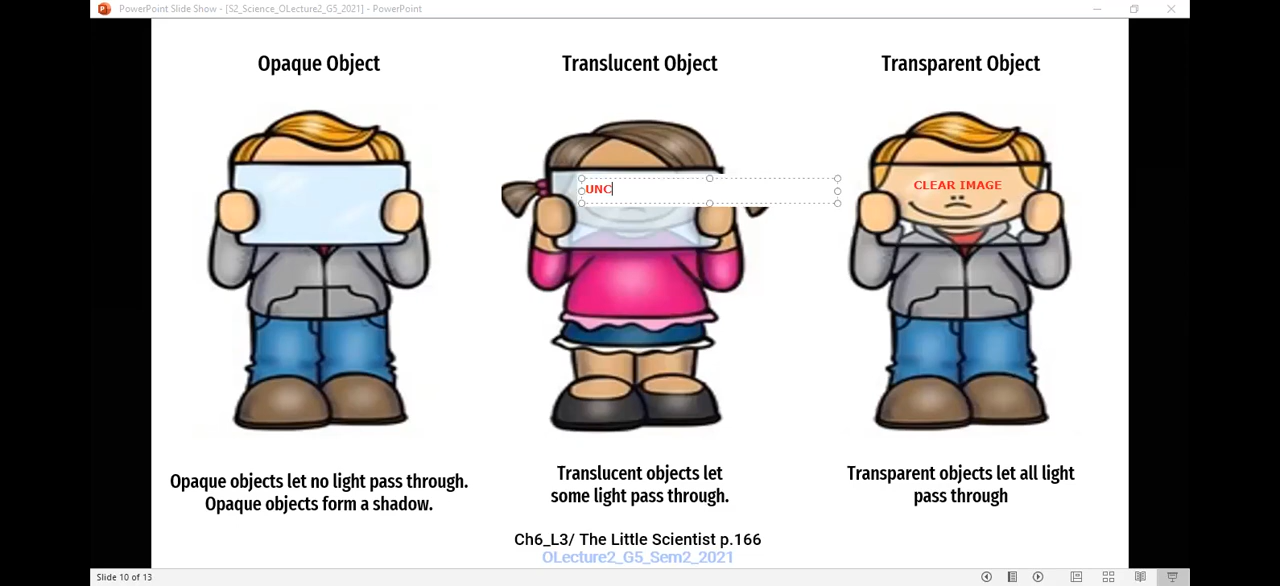 PowerPoint Slide Show - [S2_Science_OLecture2_G5_2021] - PowerPoint
Opaque Object
Translucent Object
Transparent Object
UNC
CLEAR IMAGE
Opaque objects let no light pass through.
Opaque objects form a shadow.
Translucent objects let
some light pass through.
Transparent objects let all light
pass through
Ch6_L3/ The Little Scientist p.166
OLecture2_G5_Sem2_2021
Slide 10 of 13